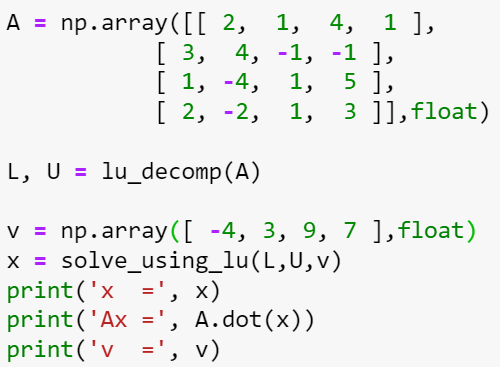 A = np.array([[ 2, 1, 4, 1 ],
[ 3, 4, -1, -1 ],
[ 1, -4, 1, 5 ],
[ 2, -2, 1, 3 ]],float)
L, U = lu_decomp(A)
v = np.array([ -4, 3, 9, 7 ],float)
x = solve_using_lu(L,U,v)
print('x  =', x)
print('Ax =', A.dot(x))
print('v  =', v)